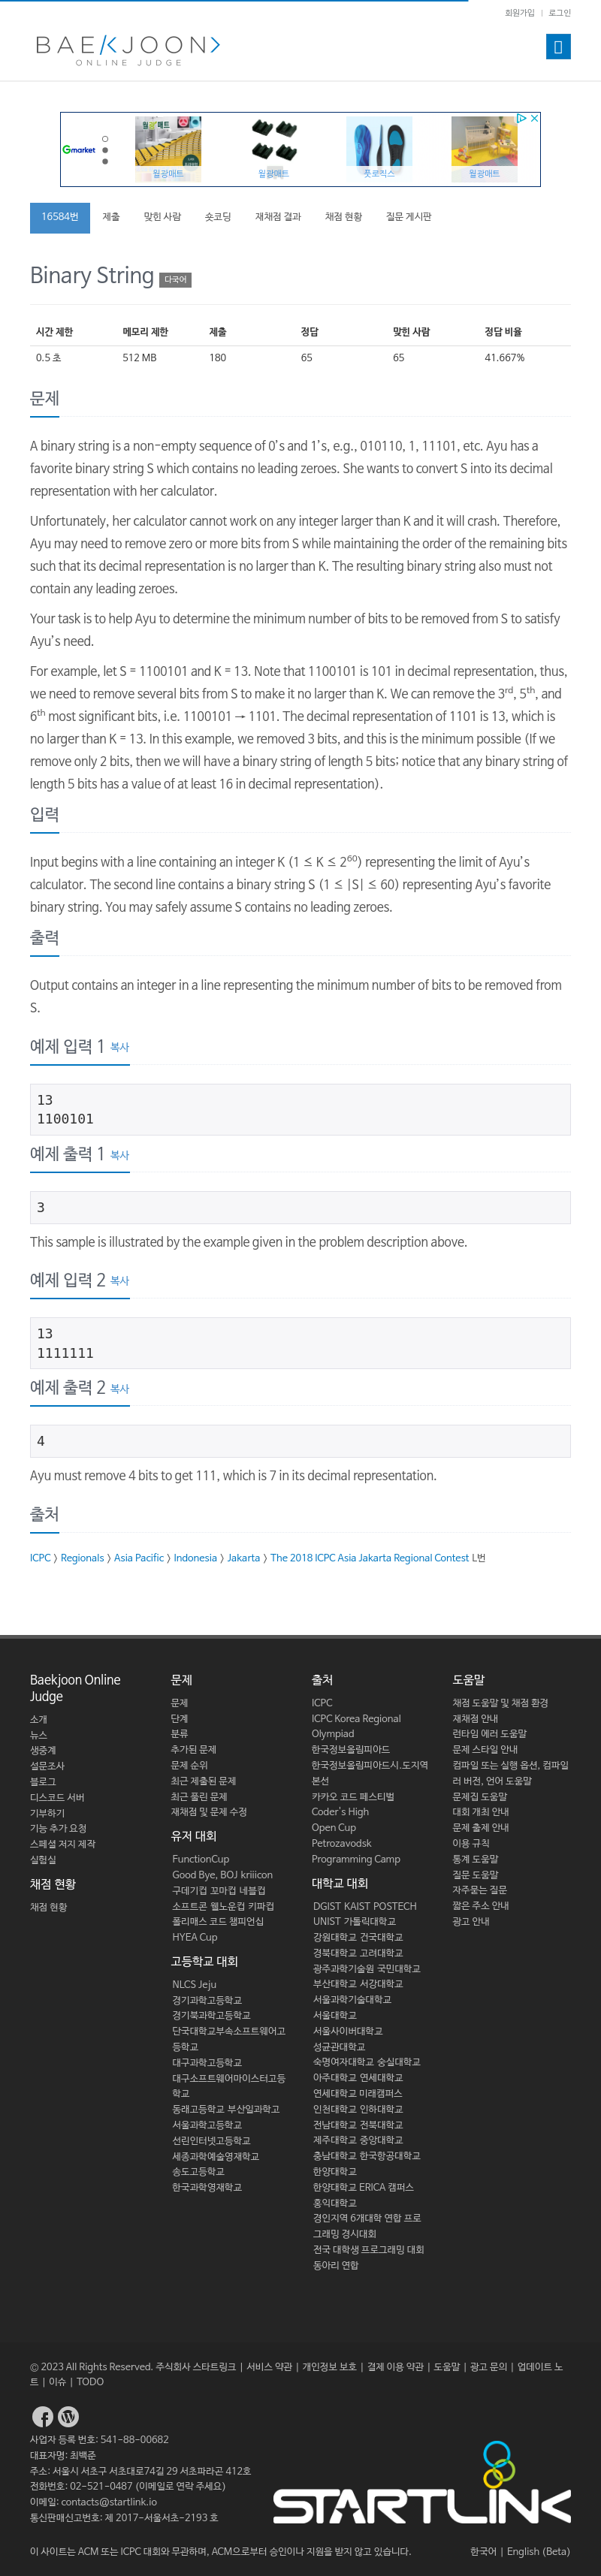 회원가입 | 로그인
BAEKJOON>
ONLINE JUDGE
Gmarket
월광매트
월광매트
풋로직스
월광매트
16584번 제출 맞힌 사람 숏코딩 재채점 결과 채점 현황 질문 게시판
Binary String 다국어
시간 제한 메모리 제한 제출 정답 맞힌 사람 정답 비율
0.5 초 512 MB 180 65 65 41.667%
문제
A binary string is a non-empty sequence of 0's and 1's, e.g., 010110, 1, 11101, etc. Ayu has a
favorite binary string S which contains no leading zeroes. She wants to convert S into its decimal
representation with her calculator.
Unfortunately, her calculator cannot work on any integer larger than K and it will crash. Therefore,
Ayu may need to remove zero or more bits from S while maintaining the order of the remaining bits
such that its decimal representation is no larger than K. The resulting binary string also must not
contain any leading zeroes.
Your task is to help Ayu to determine the minimum number of bits to be removed from S to satisfy
Ayu's need.
For example, let S = 1100101 and K = 13. Note that 1100101 is 101 in decimal representation, thus,
we need to remove several bits from S to make it no larger than K. We can remove the 3rd, 5th, and
6th most significant bits, i.e. 1100101 → 1101. The decimal representation of 1101 is 13, which is
no larger than K = 13. In this example, we removed 3 bits, and this is the minimum possible (If we
remove only 2 bits, then we will have a binary string of length 5 bits; notice that any binary string of
length 5 bits has a value of at least 16 in decimal representation).
입력
Input begins with a line containing an integer K (1 ≤ K ≤ 2^60) representing the limit of Ayu's
calculator. The second line contains a binary string S (1 ≤ |S| ≤ 60) representing Ayu's favorite
binary string. You may safely assume S contains no leading zeroes.
출력
Output contains an integer in a line representing the minimum number of bits to be removed from
S.
예제 입력 1 복사
13
1100101
예제 출력 1 복사
3
This sample is illustrated by the example given in the problem description above.
예제 입력 2 복사
13
1111111
예제 출력 2 복사
4
Ayu must remove 4 bits to get 111, which is 7 in its decimal representation.
출처
ICPC > Regionals > Asia Pacific > Indonesia > Jakarta > The 2018 ICPC Asia Jakarta Regional Contest L번
Baekjoon Online
Judge
소개
뉴스
생중계
설문조사
블로그
디스코드 서버
기부하기
기능 추가 요청
스페셜 저지 제작
실험실
채점 현황
채점 현황
문제
문제
단계
분류
추가된 문제
문제 순위
최근 제출된 문제
최근 풀린 문제
재채점 및 문제 수정
유저 대회
FunctionCup
Good Bye, BOJ kriiicon
구데기컵 꼬마컵 네블컵
소프트콘 웰노운컵 키파컵
폴리매스 코드 챔피언십
HYEA Cup
고등학교 대회
NLCS Jeju
경기과학고등학교
경기북과학고등학교
단국대학교부속소프트웨어고
등학교
대구과학고등학교
대구소프트웨어마이스터고등
학교
동래고등학교 부산일과학고
서울과학고등학교
선린인터넷고등학교
세종과학예술영재학교
송도고등학교
한국과학영재학교
출처
ICPC
ICPC Korea Regional
Olympiad
한국정보올림피아드
한국정보올림피아드시.도지역
본선
카카오 코드 페스티벌
Coder's High
Open Cup
Petrozavodsk
Programming Camp
대학교 대회
DGIST KAIST POSTECH
UNIST 가톨릭대학교
강원대학교 건국대학교
경북대학교 고려대학교
광주과학기술원 국민대학교
부산대학교 서강대학교
서울과학기술대학교
서울대학교
서울사이버대학교
성균관대학교
숙명여자대학교 숭실대학교
아주대학교 연세대학교
연세대학교 미래캠퍼스
인천대학교 인하대학교
전남대학교 전북대학교
제주대학교 중앙대학교
충남대학교 한국항공대학교
한양대학교
한양대학교 ERICA 캠퍼스
홍익대학교
경인지역 6개대학 연합 프로
그래밍 경시대회
전국 대학생 프로그래밍 대회
동아리 연합
도움말
채점 도움말 및 채점 환경
재채점 안내
런타임 에러 도움말
문제 스타일 안내
컴파일 또는 실행 옵션, 컴파일
러 버전, 언어 도움말
문제집 도움말
대회 개최 안내
문제 출제 안내
이용 규칙
통계 도움말
질문 도움말
자주묻는 질문
짧은 주소 안내
광고 안내
© 2023 All Rights Reserved. 주식회사 스타트링크 | 서비스 약관 | 개인정보 보호 | 결제 이용 약관 | 도움말 | 광고 문의 | 업데이트 노
트 | 이슈 | TODO
사업자 등록 번호: 541-88-00682
대표자명: 최백준
주소: 서울시 서초구 서초대로74길 29 서초파라곤 412호
전화번호: 02-521-0487 (이메일로 연락 주세요)
이메일: contacts@startlink.io
통신판매신고번호: 제 2017-서울서초-2193 호
STARTLINK
이 사이트는 ACM 또는 ICPC 대회와 무관하며, ACM으로부터 승인이나 지원을 받지 않고 있습니다.
한국어 | English (Beta)